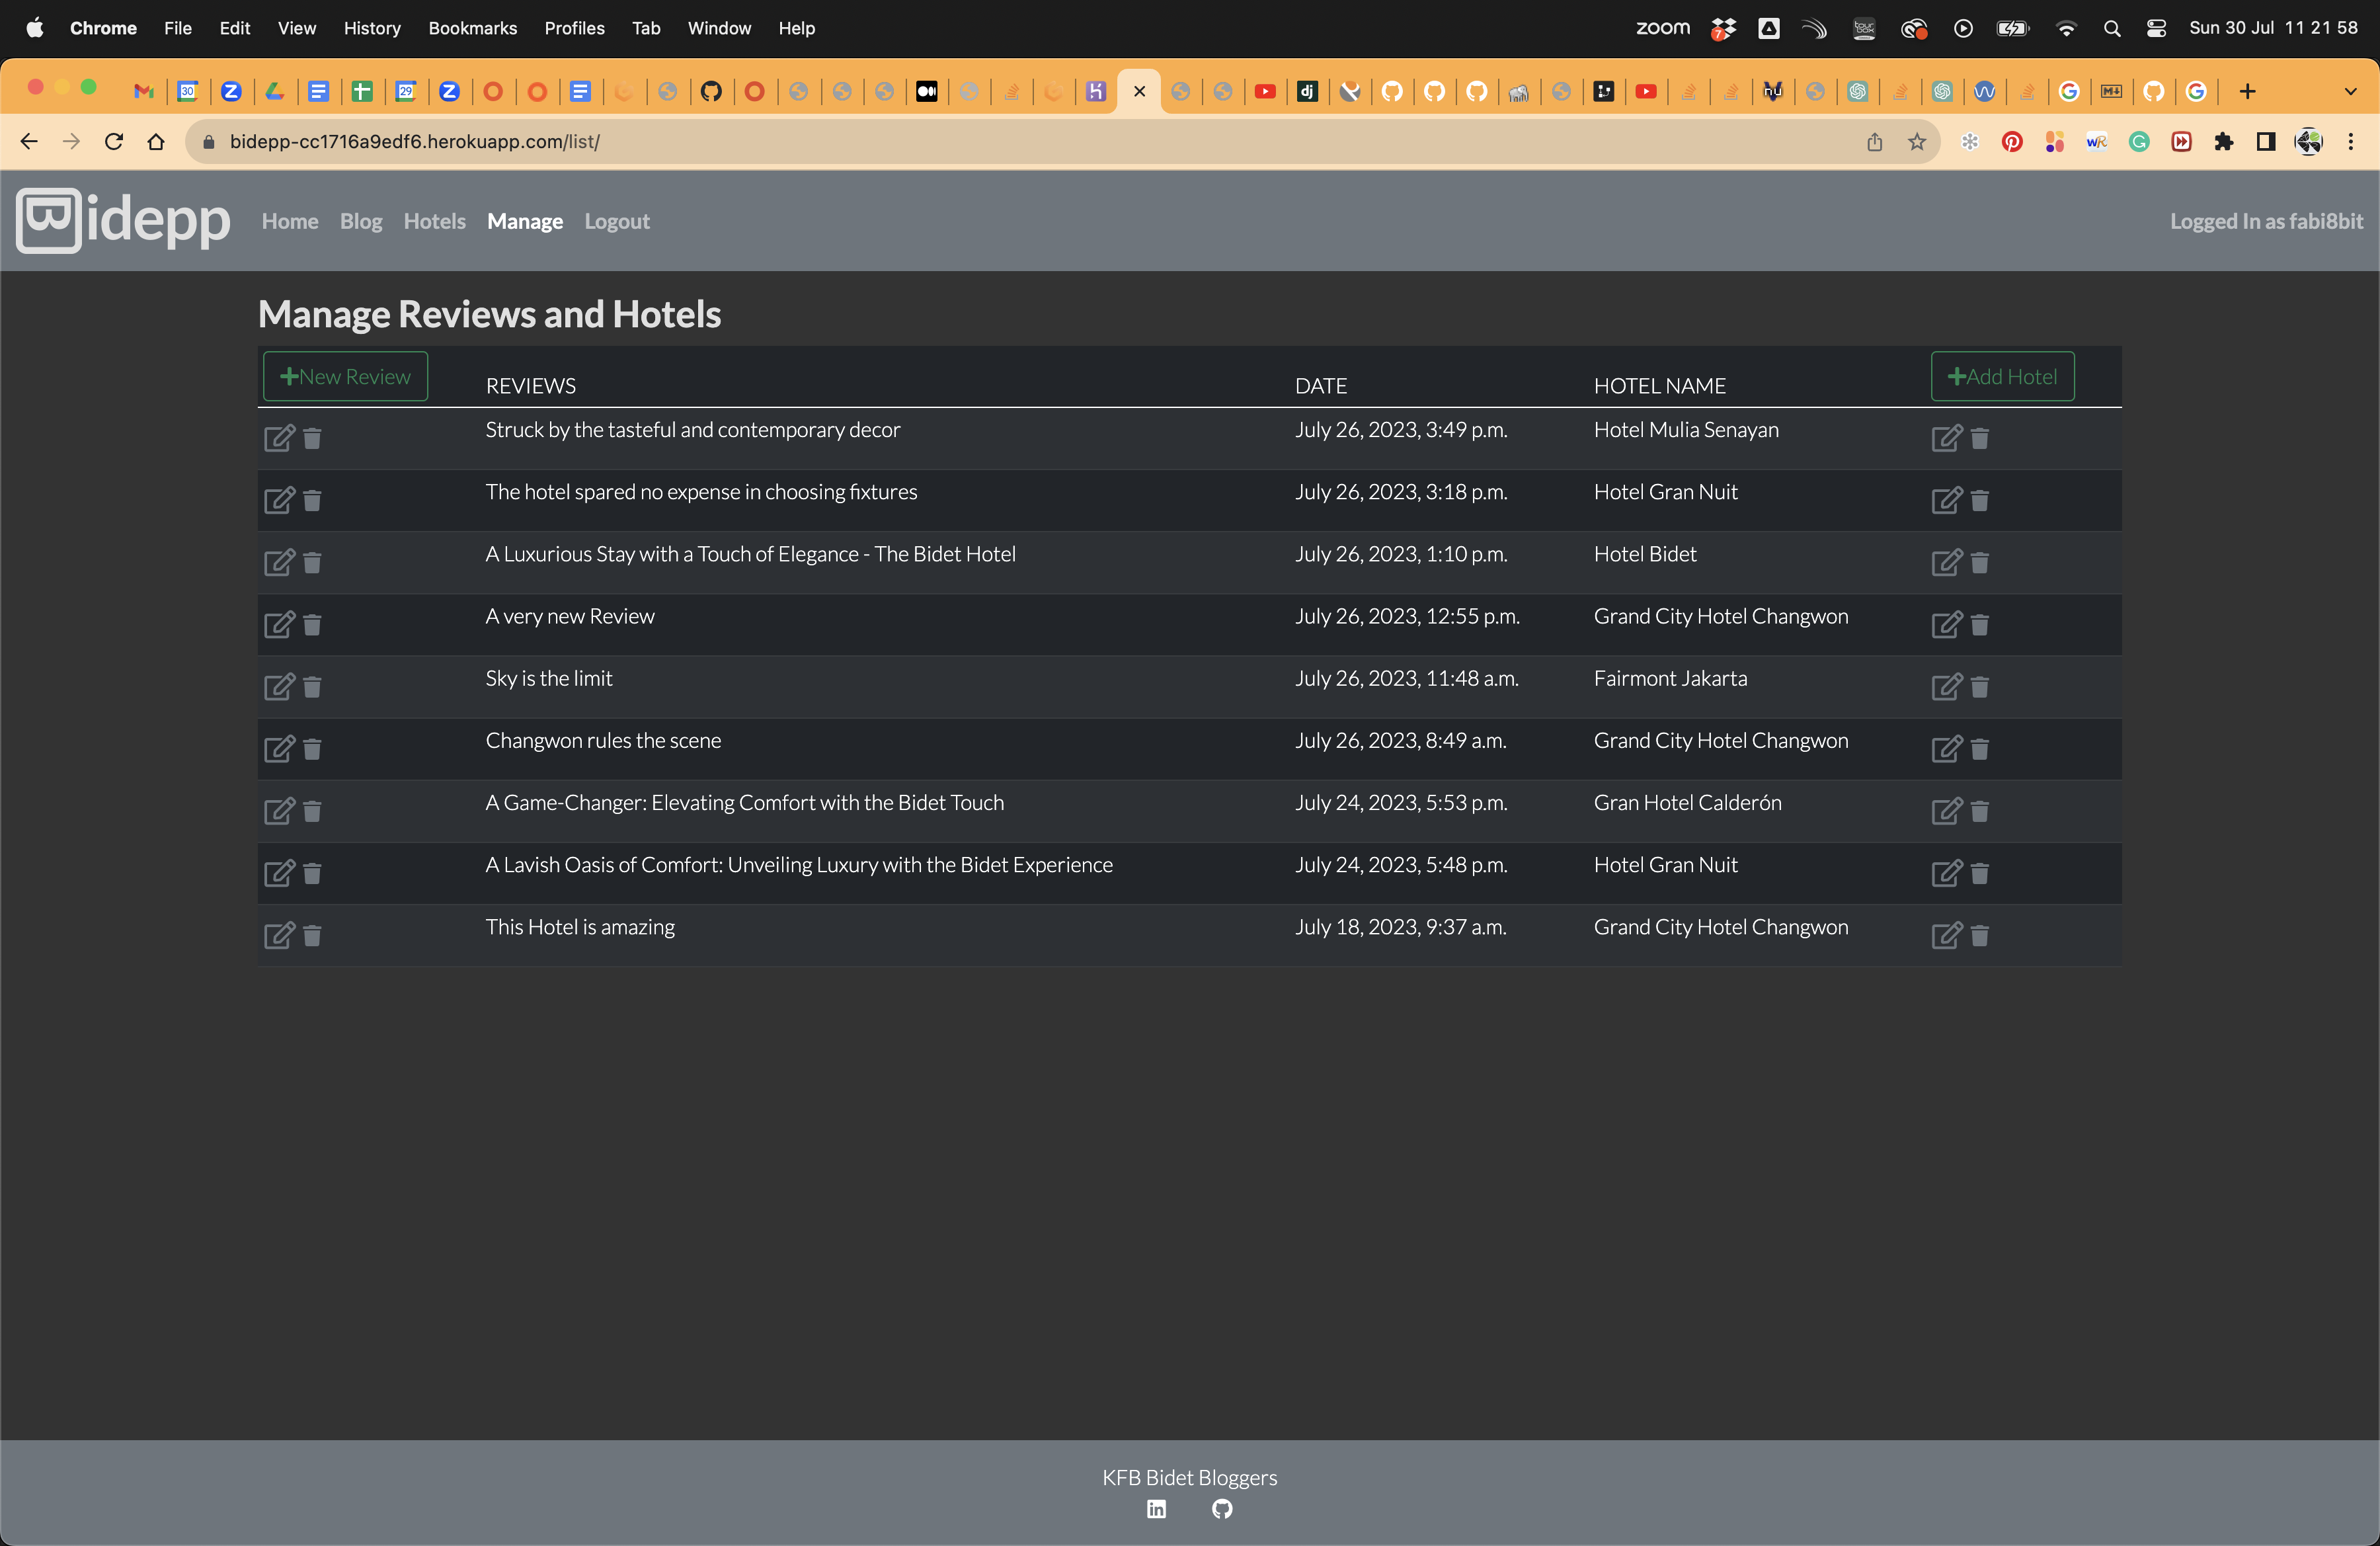 Chrome File Edit View History Bookmarks Profiles Tab Window Help zoom 7 Sun 30 Jul 11 21 58
30 29 dj
bidepp-cc1716a9edf6.herokuapp.com/list/
Bidepp Home Blog Hotels Manage Logout Logged In as fabi8bit
Manage Reviews and Hotels
New Review REVIEWS DATE HOTEL NAME Add Hotel
Struck by the tasteful and contemporary decor July 26, 2023, 3:49 p.m. Hotel Mulia Senayan
The hotel spared no expense in choosing fixtures July 26, 2023, 3:18 p.m. Hotel Gran Nuit
A Luxurious Stay with a Touch of Elegance - The Bidet Hotel July 26, 2023, 1:10 p.m. Hotel Bidet
A very new Review July 26, 2023, 12:55 p.m. Grand City Hotel Changwon
Sky is the limit July 26, 2023, 11:48 a.m. Fairmont Jakarta
Changwon rules the scene July 26, 2023, 8:49 a.m. Grand City Hotel Changwon
A Game-Changer: Elevating Comfort with the Bidet Touch July 24, 2023, 5:53 p.m. Gran Hotel Calderón
A Lavish Oasis of Comfort: Unveiling Luxury with the Bidet Experience July 24, 2023, 5:48 p.m. Hotel Gran Nuit
This Hotel is amazing July 18, 2023, 9:37 a.m. Grand City Hotel Changwon
KFB Bidet Bloggers